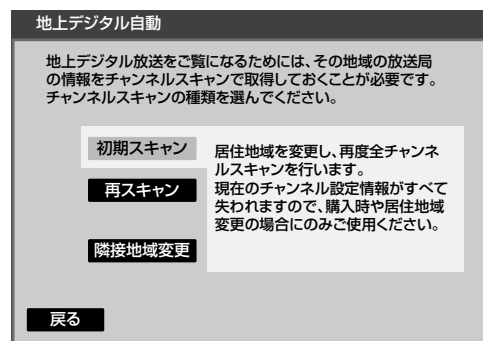 地上デジタル自動
地上デジタル放送をご覧になるためには、その地域の放送局
の情報をチャンネルスキャンで取得しておくことが必要です。
チャンネルスキャンの種類を選んでください。
初期スキャン
居住地域を変更し、再度全チャンネ
ルスキャンを行います。
再スキャン
現在のチャンネル設定情報がすべて
失われますので、購入時や居住地域
変更の場合にのみご使用ください。
隣接地域変更
戻る